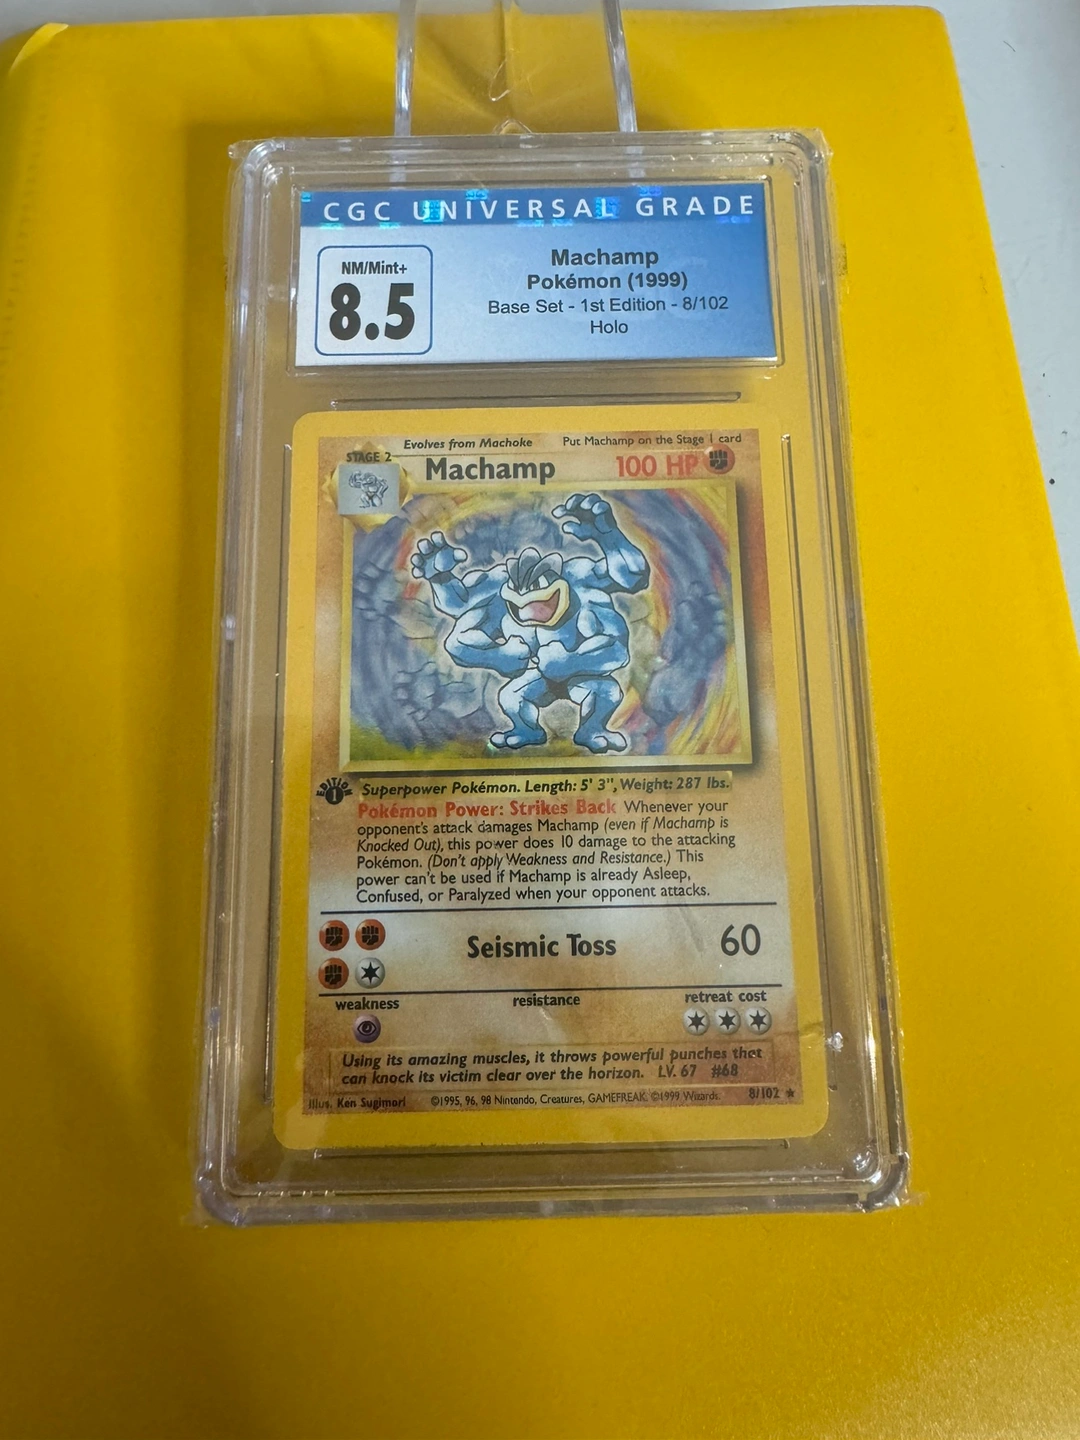 CGC UNIVERSAL GRADE
NM/Mint+
8.5
Machamp
Pokémon (1999)
Base Set - 1st Edition - 8/102
Holo
Evolves from Machoke Put Machamp on the Stage 1 card
STAGE 2
Machamp 100 HP
EDITION
1
Superpower Pokémon. Length: 5' 3", Weight: 287 lbs.
Pokémon Power: Strikes Back Whenever your
opponent's attack damages Machamp (even if Machamp is
Knocked Out), this power does 10 damage to the attacking
Pokémon. (Don't apply Weakness and Resistance.) This
power can't be used if Machamp is already Asleep,
Confused, or Paralyzed when your opponent attacks.
Seismic Toss 60
weakness resistance retreat cost
Using its amazing muscles, it throws powerful punches that
can knock its victim clear over the horizon. LV. 67 #68
Illus. Ken Sugimori ©1995, 96, 98 Nintendo, Creatures, GAMEFREAK. ©1999 Wizards. 8/102 ★